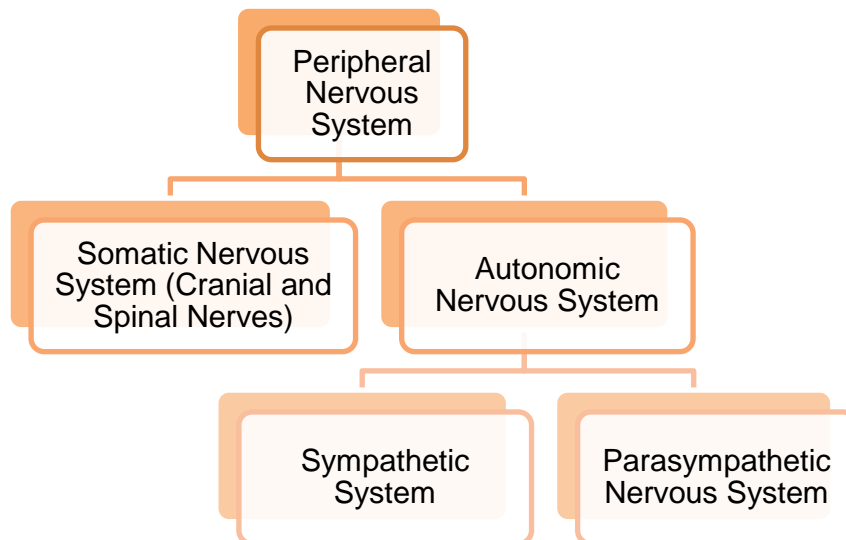 Peripheral
Nervous
System
Somatic Nervous
System (Cranial and
Spinal Nerves)
Autonomic
Nervous System
Sympathetic
System
Parasympathetic
Nervous System